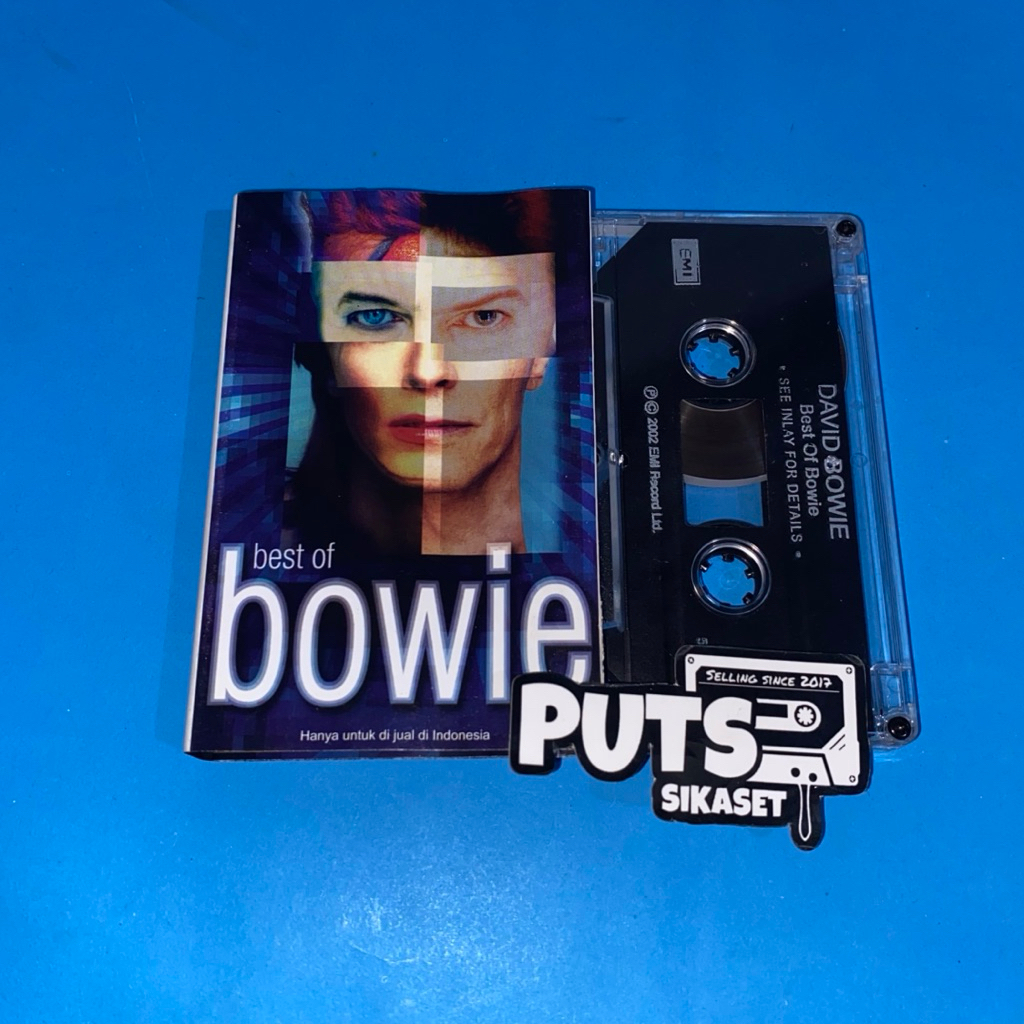 best of
bowie
Hanya untuk di jual di Indonesia
EMI
DAVID BOWIE
Best Of Bowie
• SEE INLAY FOR DETAILS •
Ⓟ © 2002 EMI Record Ltd.
SELLING SINCE 2017
PUTS
SIKASET